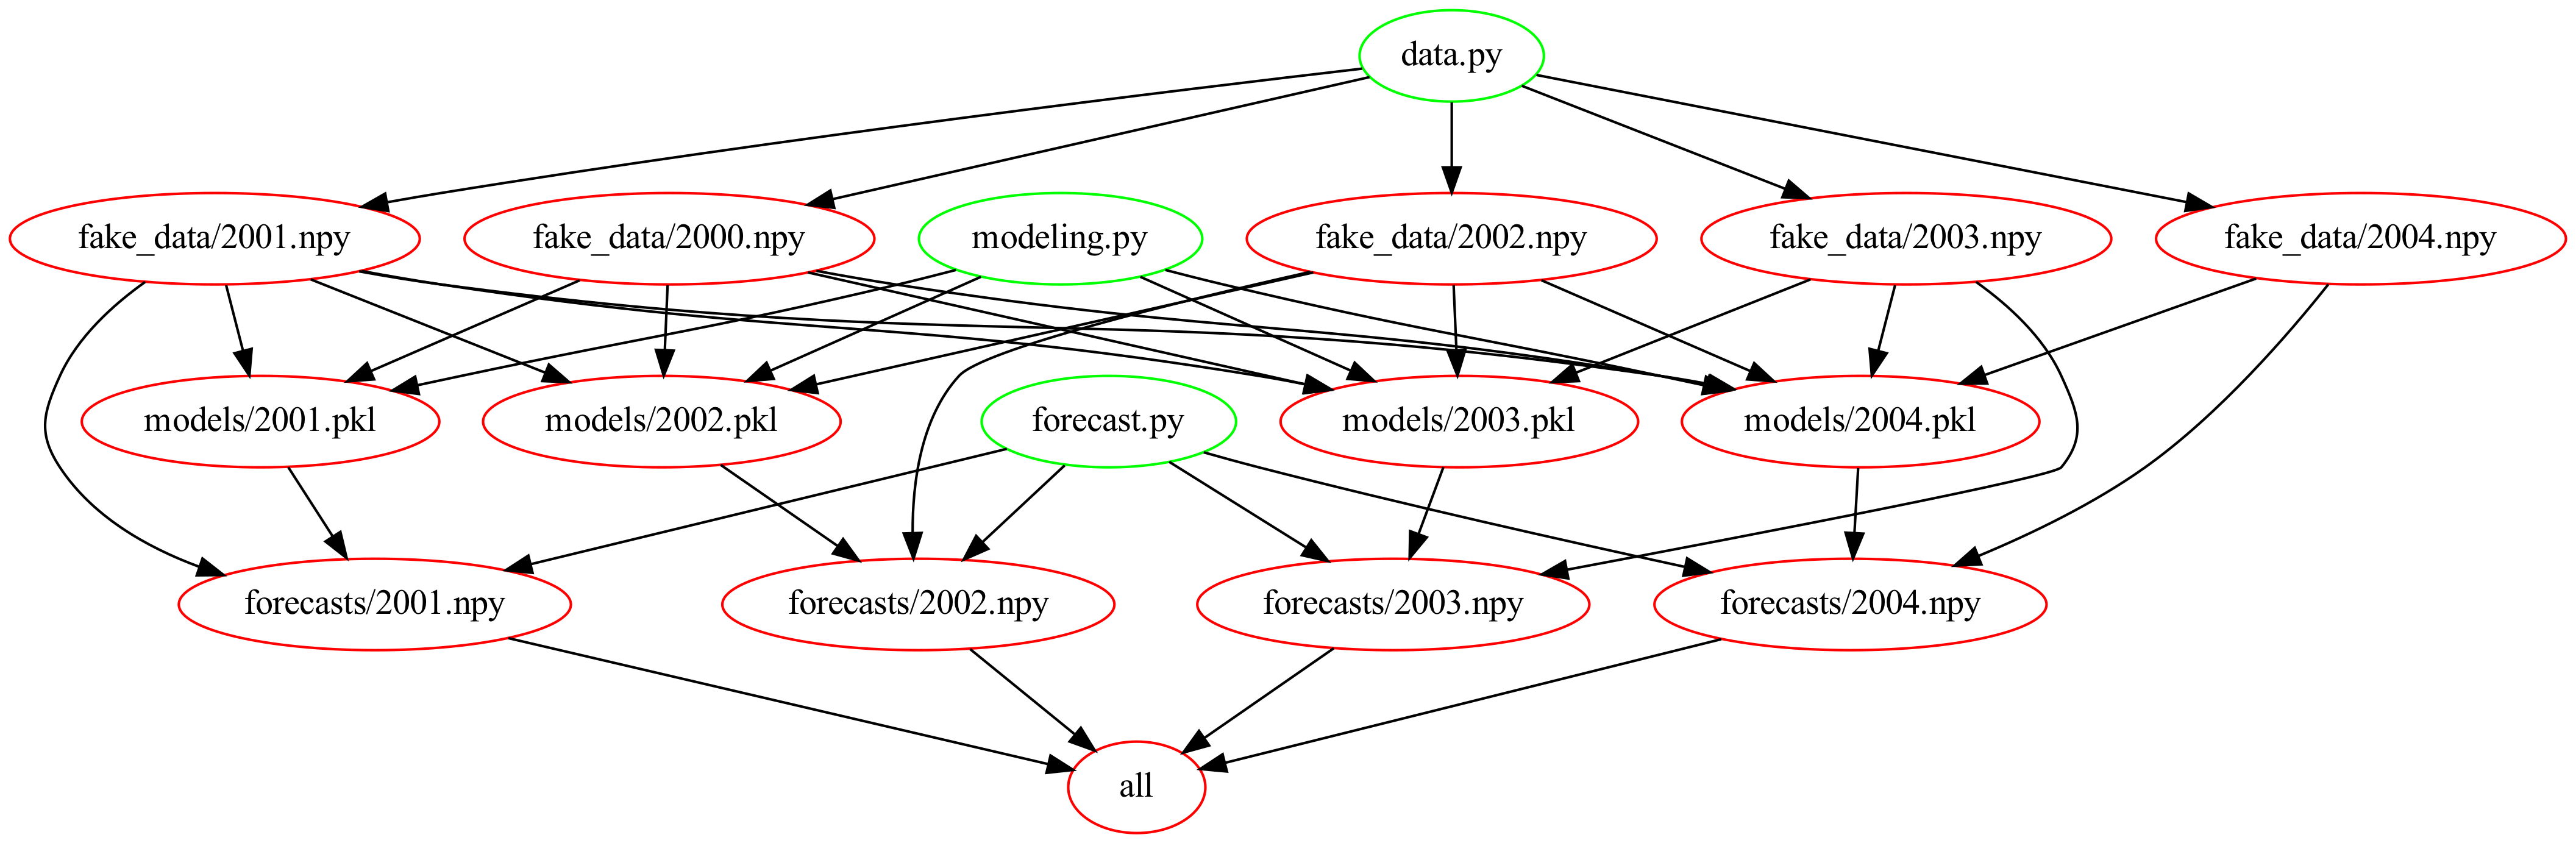 data.py
fake_data/2001.npy
fake_data/2000.npy
modeling.py
fake_data/2002.npy
fake_data/2003.npy
fake_data/2004.npy
models/2001.pkl
models/2002.pkl
forecast.py
models/2003.pkl
models/2004.pkl
forecasts/2001.npy
forecasts/2002.npy
forecasts/2003.npy
forecasts/2004.npy
all